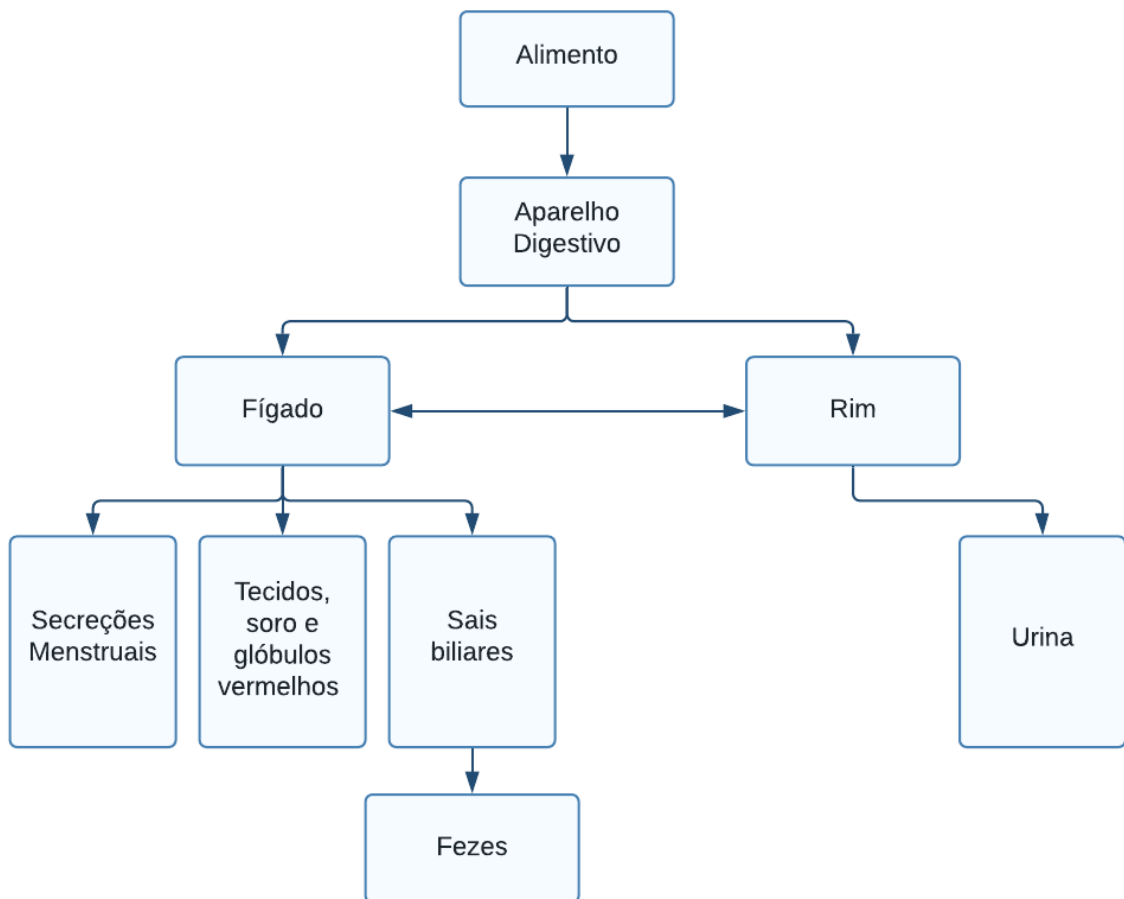 Alimento
Aparelho
Digestivo
Fígado
Rim
Secreções
Menstruais
Tecidos,
soro e
glóbulos
vermelhos
Sais
biliares
Urina
Fezes